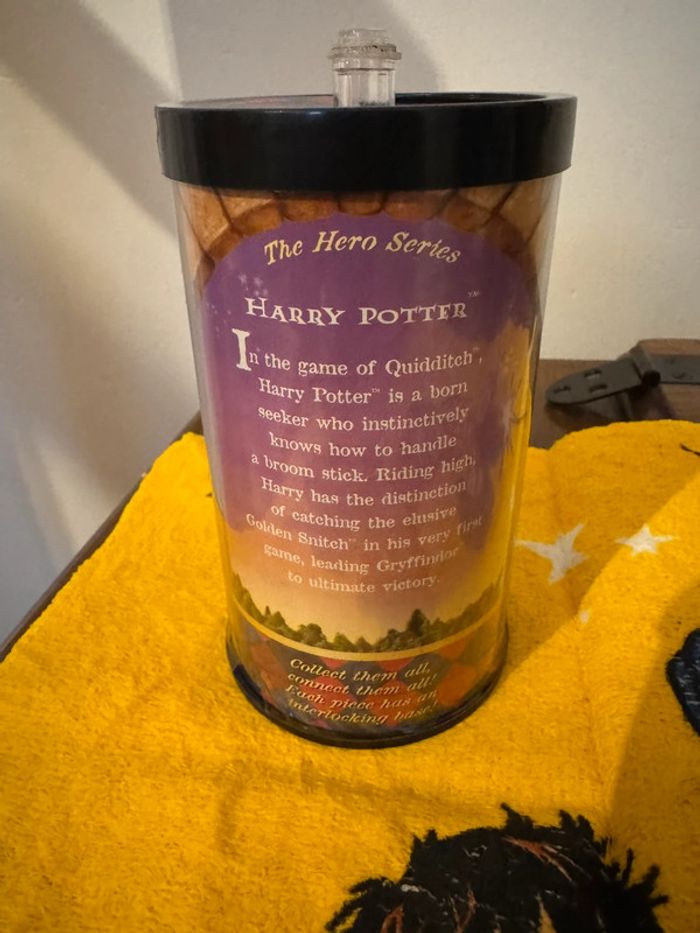 The Hero Series
HARRY POTTER™
In the game of Quidditch™,
Harry Potter™ is a born
seeker who instinctively
knows how to handle
a broom stick. Riding high,
Harry has the distinction
of catching the elusive
Golden Snitch™ in his very first
game, leading Gryffindor
to ultimate victory.
Collect them all,
connect them all!
Each piece has an
interlocking base!